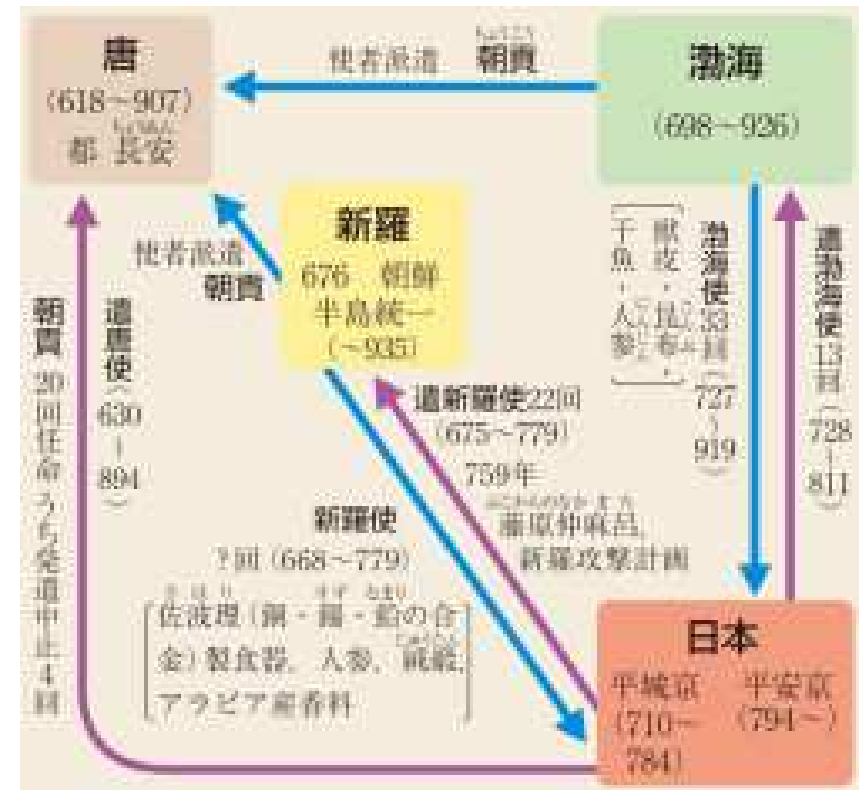 唐
(618～907)
都 長安
使者派遣 朝貢
渤海
(698～926)
新羅
676 朝鮮
半島統一
(～935)
使者派遣
朝貢
渤海使33回(727～919)
獣皮・昆布・
干魚・人参
遣渤海使13回(728～811)
遣唐使(630～894)
朝貢 20回任命うち発遣中止4回
遣新羅使22回
(675～779)
759年
藤原仲麻呂,
新羅攻撃計画
新羅使
?回(668～779)
佐波理(銅・錫・鉛の合
金)製食器, 人参,
アラビア産香料
日本
平城京 平安京
(710～ (794～)
784)